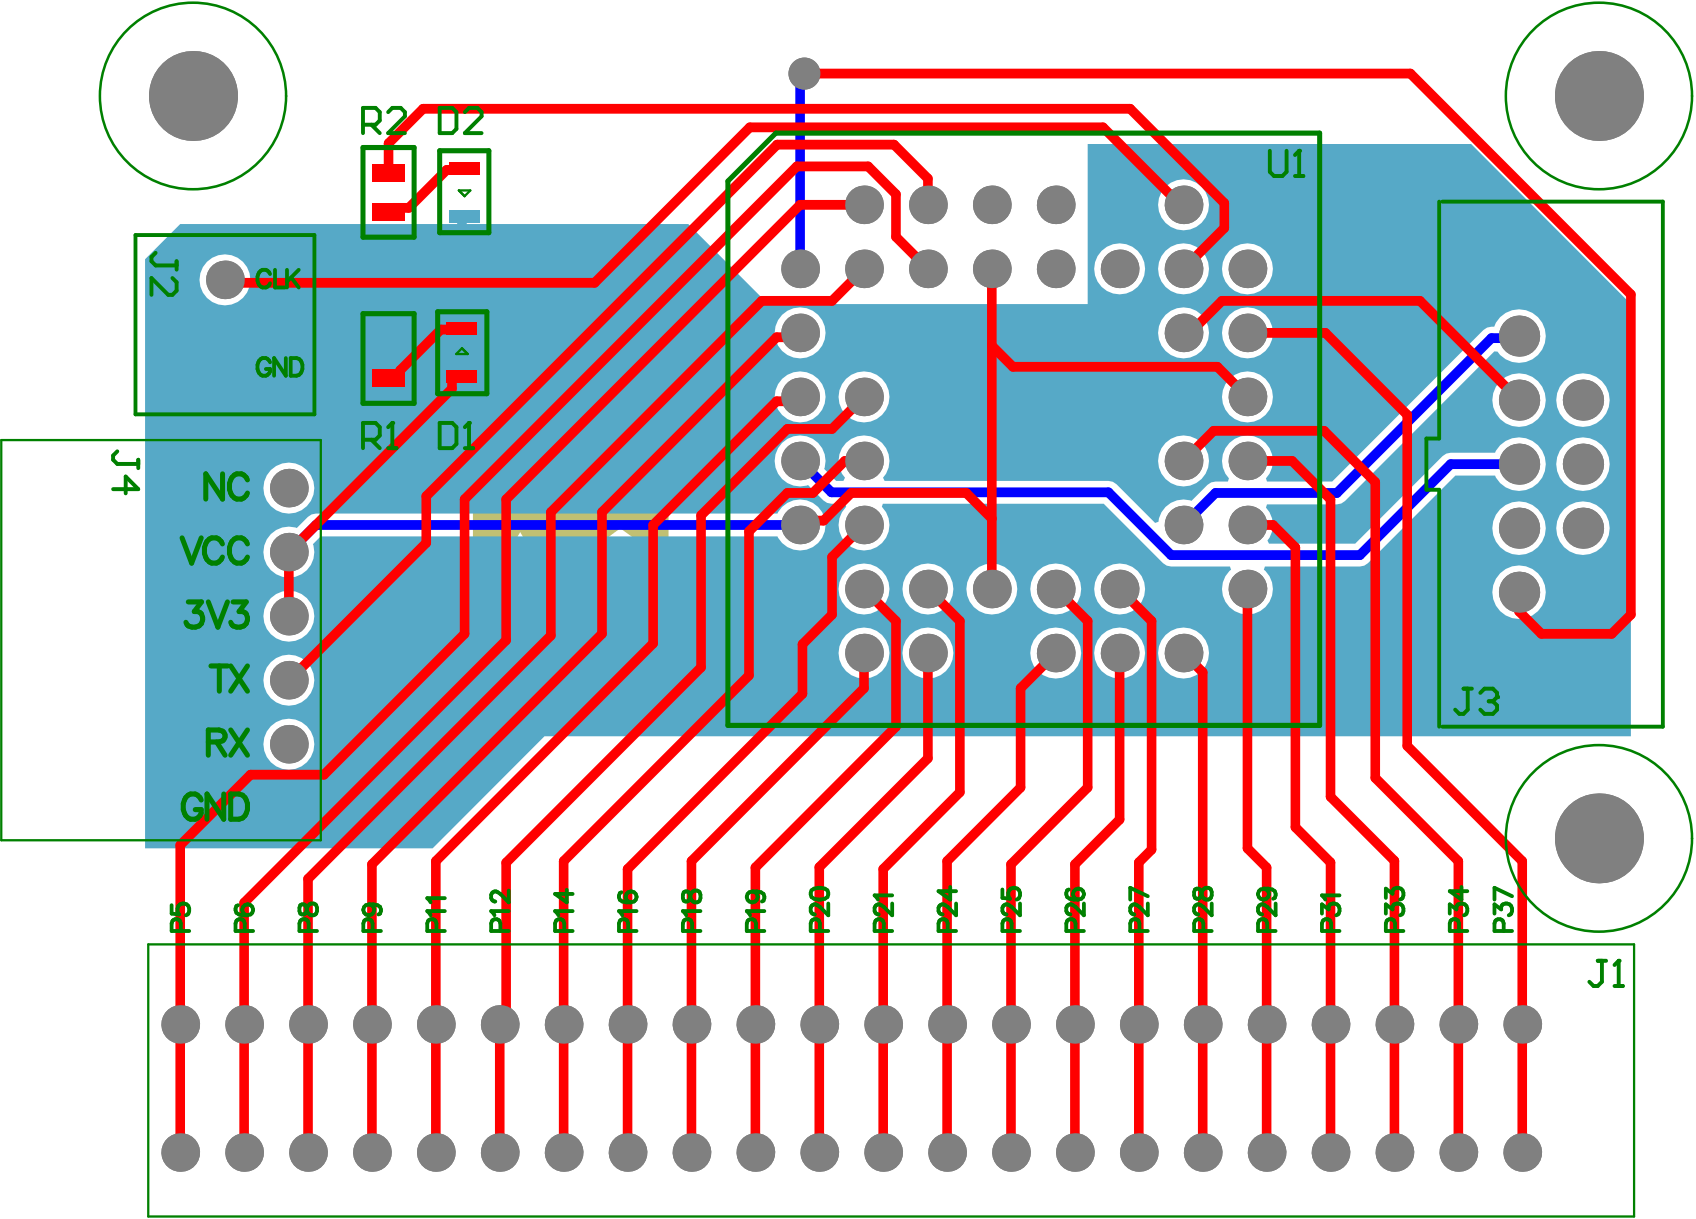 R2
D2
U1
J2
CLK
GND
R1
D1
J4
NC
VCC
3V3
TX
RX
GND
J3
P5
P6
P8
P9
P11
P12
P14
P16
P18
P19
P20
P21
P24
P25
P26
P27
P28
P29
P31
P33
P34
P37
J1